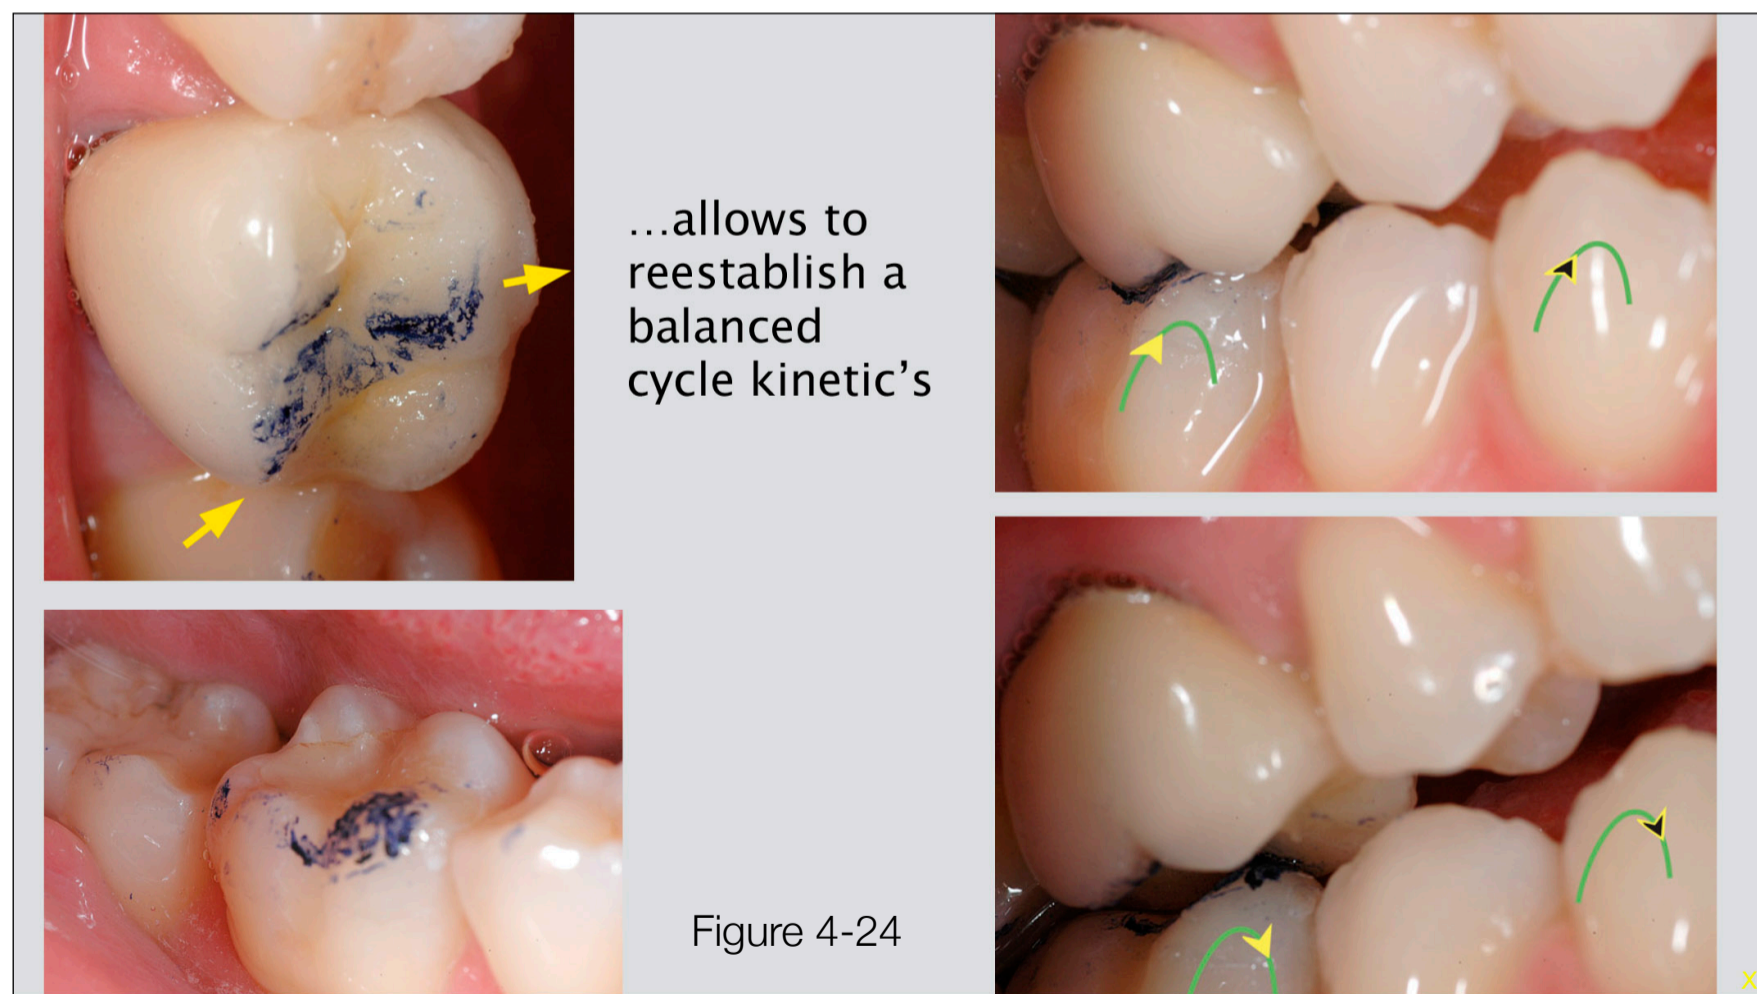 …allows to
reestablish a
balanced
cycle kinetic’s
Figure 4-24
x